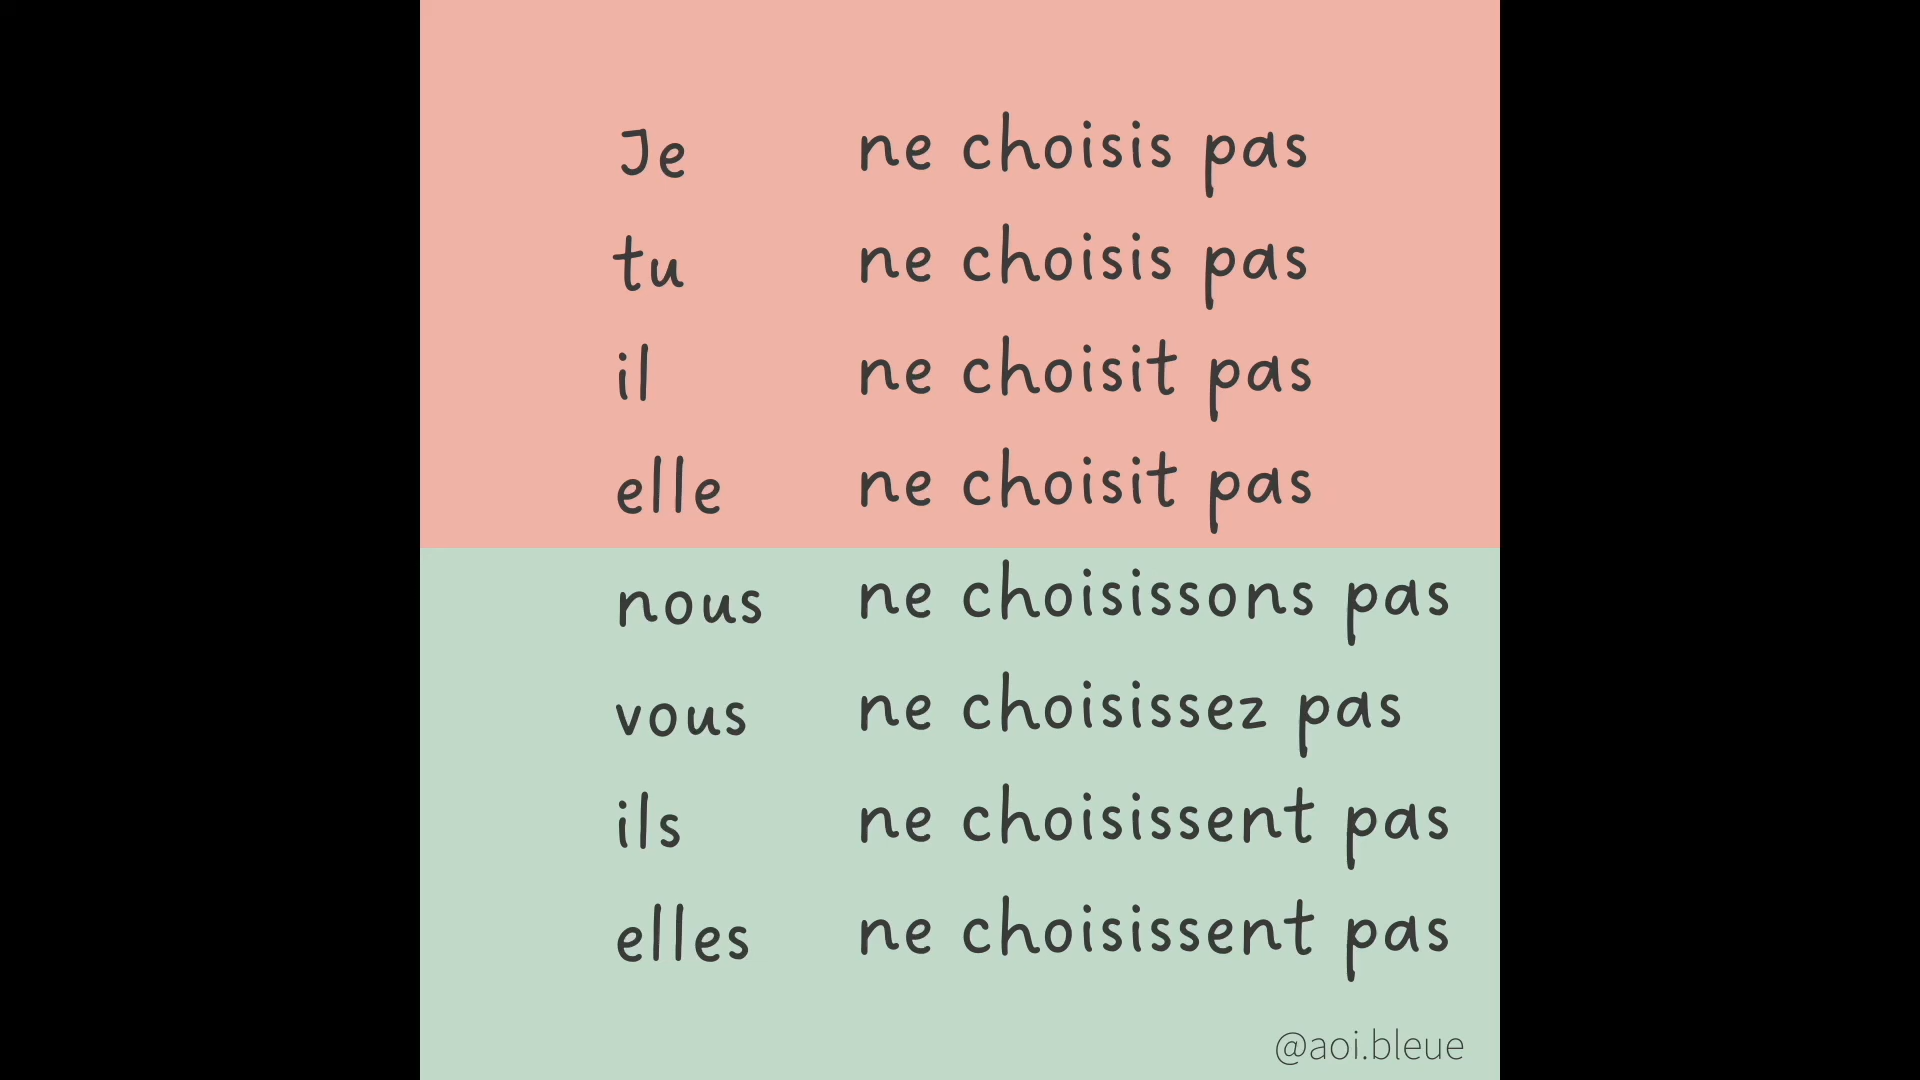 Je ne choisis pas
tu ne choisis pas
il ne choisit pas
elle ne choisit pas
nous ne choisissons pas
vous ne choisissez pas
ils ne choisissent pas
elles ne choisissent pas
@aoi.bleue